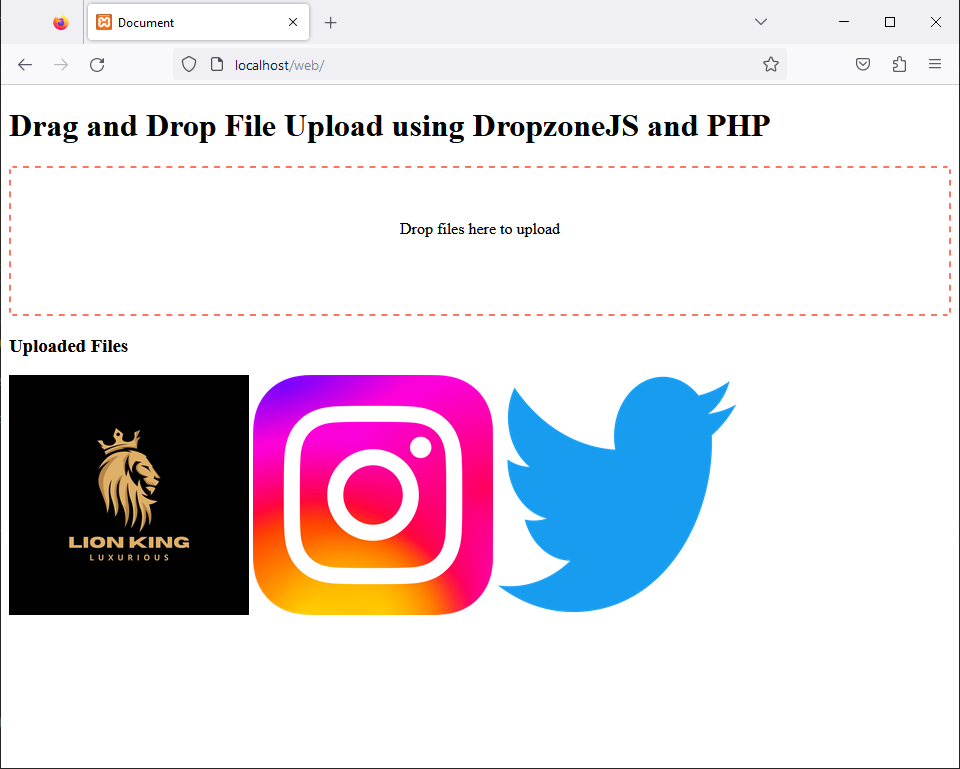 Document
localhost/web/
Drag and Drop File Upload using DropzoneJS and PHP
Drop files here to upload
Uploaded Files
LION KING
LUXURIOUS